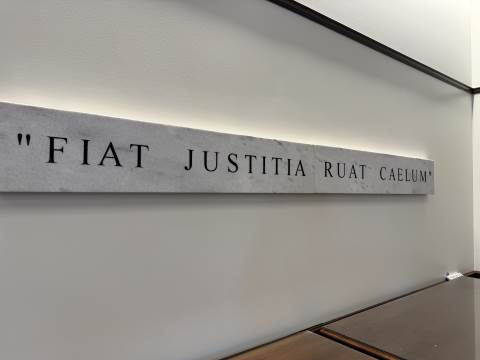 "FIAT JUSTITIA RUAT CAELUM"